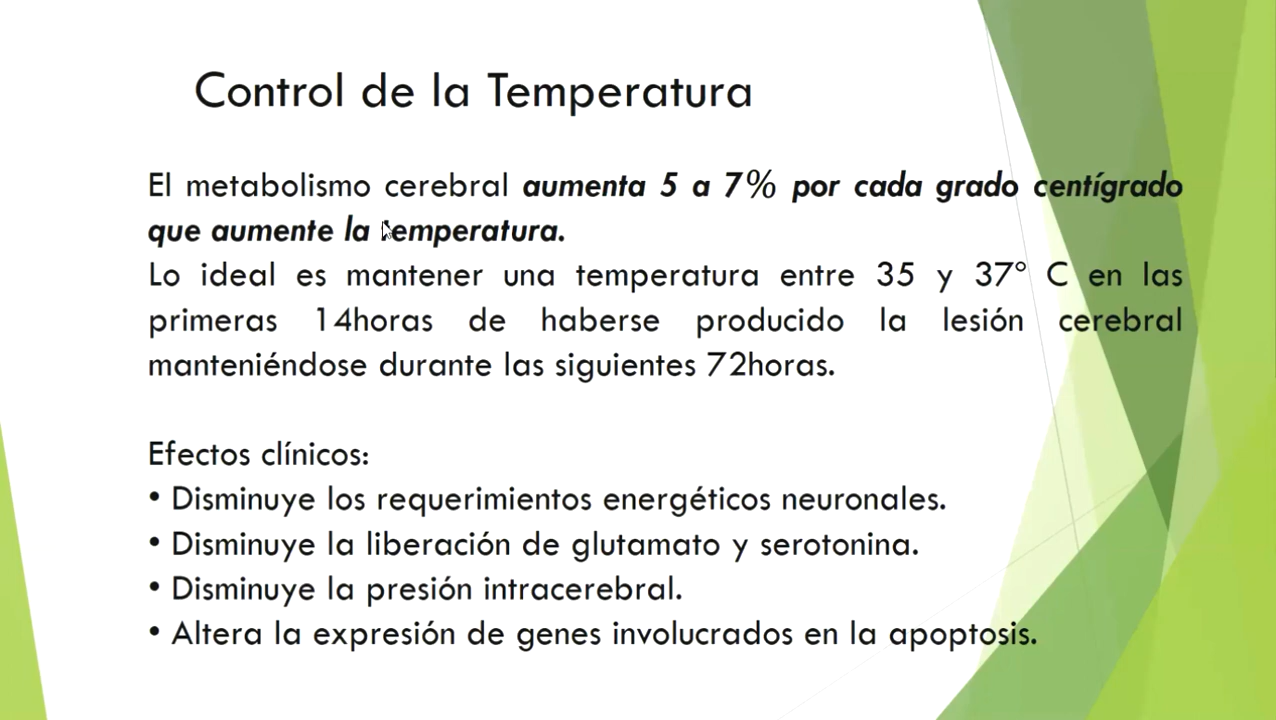 Control de la Temperatura
El metabolismo cerebral aumenta 5 a 7% por cada grado centígrado
que aumente la temperatura.
Lo ideal es mantener una temperatura entre 35 y 37° C en las
primeras 14horas de haberse producido la lesión cerebral
manteniéndose durante las siguientes 72horas.
Efectos clínicos:
• Disminuye los requerimientos energéticos neuronales.
• Disminuye la liberación de glutamato y serotonina.
• Disminuye la presión intracerebral.
• Altera la expresión de genes involucrados en la apoptosis.